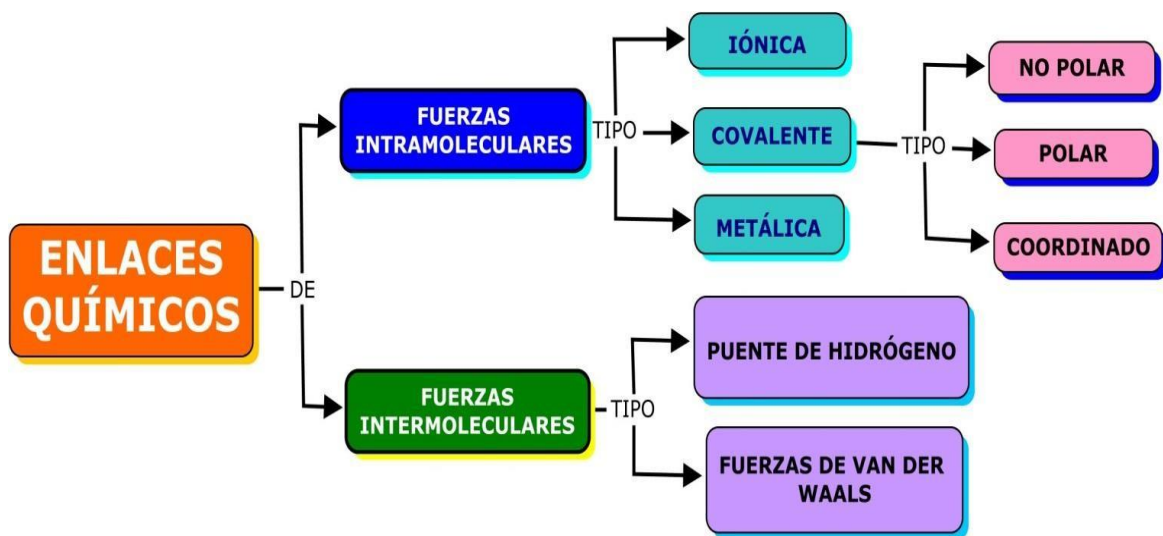 ENLACES
QUÍMICOS
DE
FUERZAS
INTRAMOLECULARES
TIPO
IÓNICA
COVALENTE
METÁLICA
TIPO
NO POLAR
POLAR
COORDINADO
FUERZAS
INTERMOLECULARES
TIPO
PUENTE DE HIDRÓGENO
FUERZAS DE VAN DER
WAALS